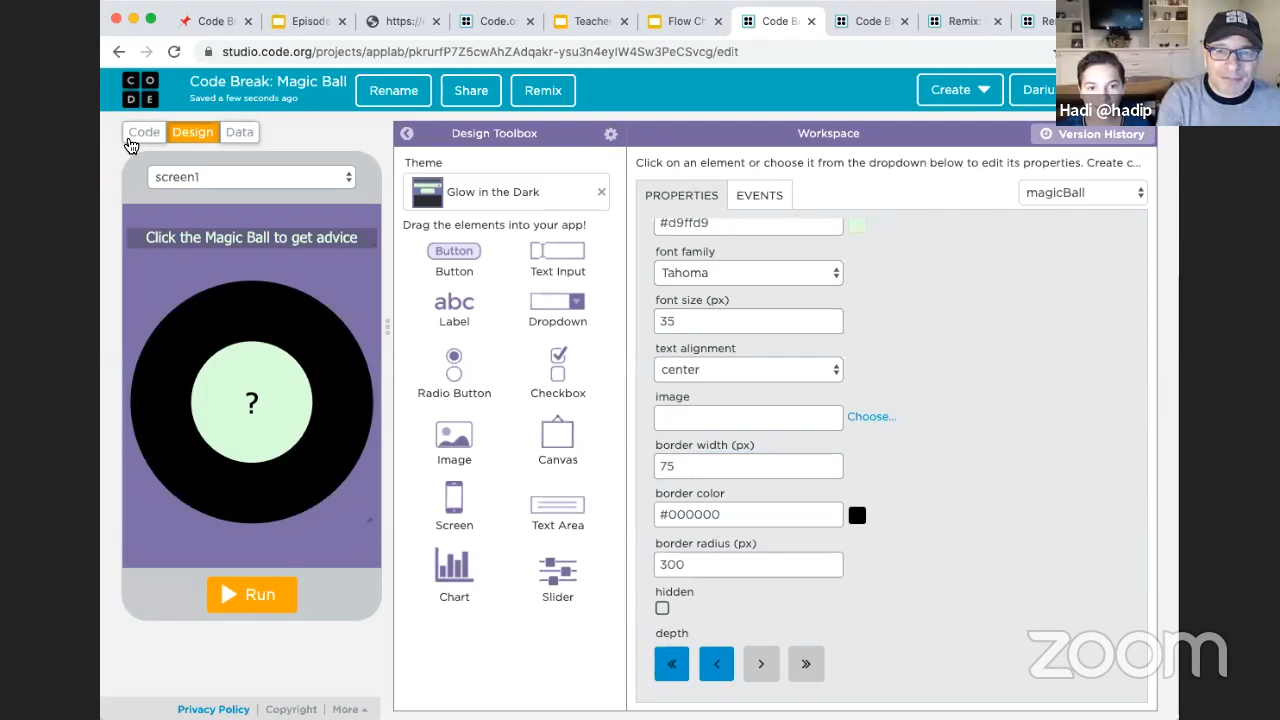 Code B
Episode
https://
Code.o
Teache
Flow Ch
Code B
Code B
Remix:
Re
studio.code.org/projects/applab/pkrurfP7Z5cwAhZAdqakr-ysu3n4eyIW4Sw3PeCSvcg/edit
C O
D E
Code Break: Magic Ball
Saved a few seconds ago
Rename
Share
Remix
Create
Dariu
Hadi @hadip
Code
Design
Data
Design Toolbox
Workspace
Version History
screen1
Theme
Glow in the Dark
Drag the elements into your app!
Button
Button
Text Input
abc
Label
Dropdown
Radio Button
Checkbox
Image
Canvas
Screen
Text Area
Chart
Slider
Click on an element or choose it from the dropdown below to edit its properties. Create c...
PROPERTIES
EVENTS
magicBall
#d9ffd9
font family
Tahoma
font size (px)
35
text alignment
center
image
Choose...
border width (px)
75
border color
#000000
border radius (px)
300
hidden
depth
Click the Magic Ball to get advice
?
Run
Privacy Policy | Copyright | More
zoom